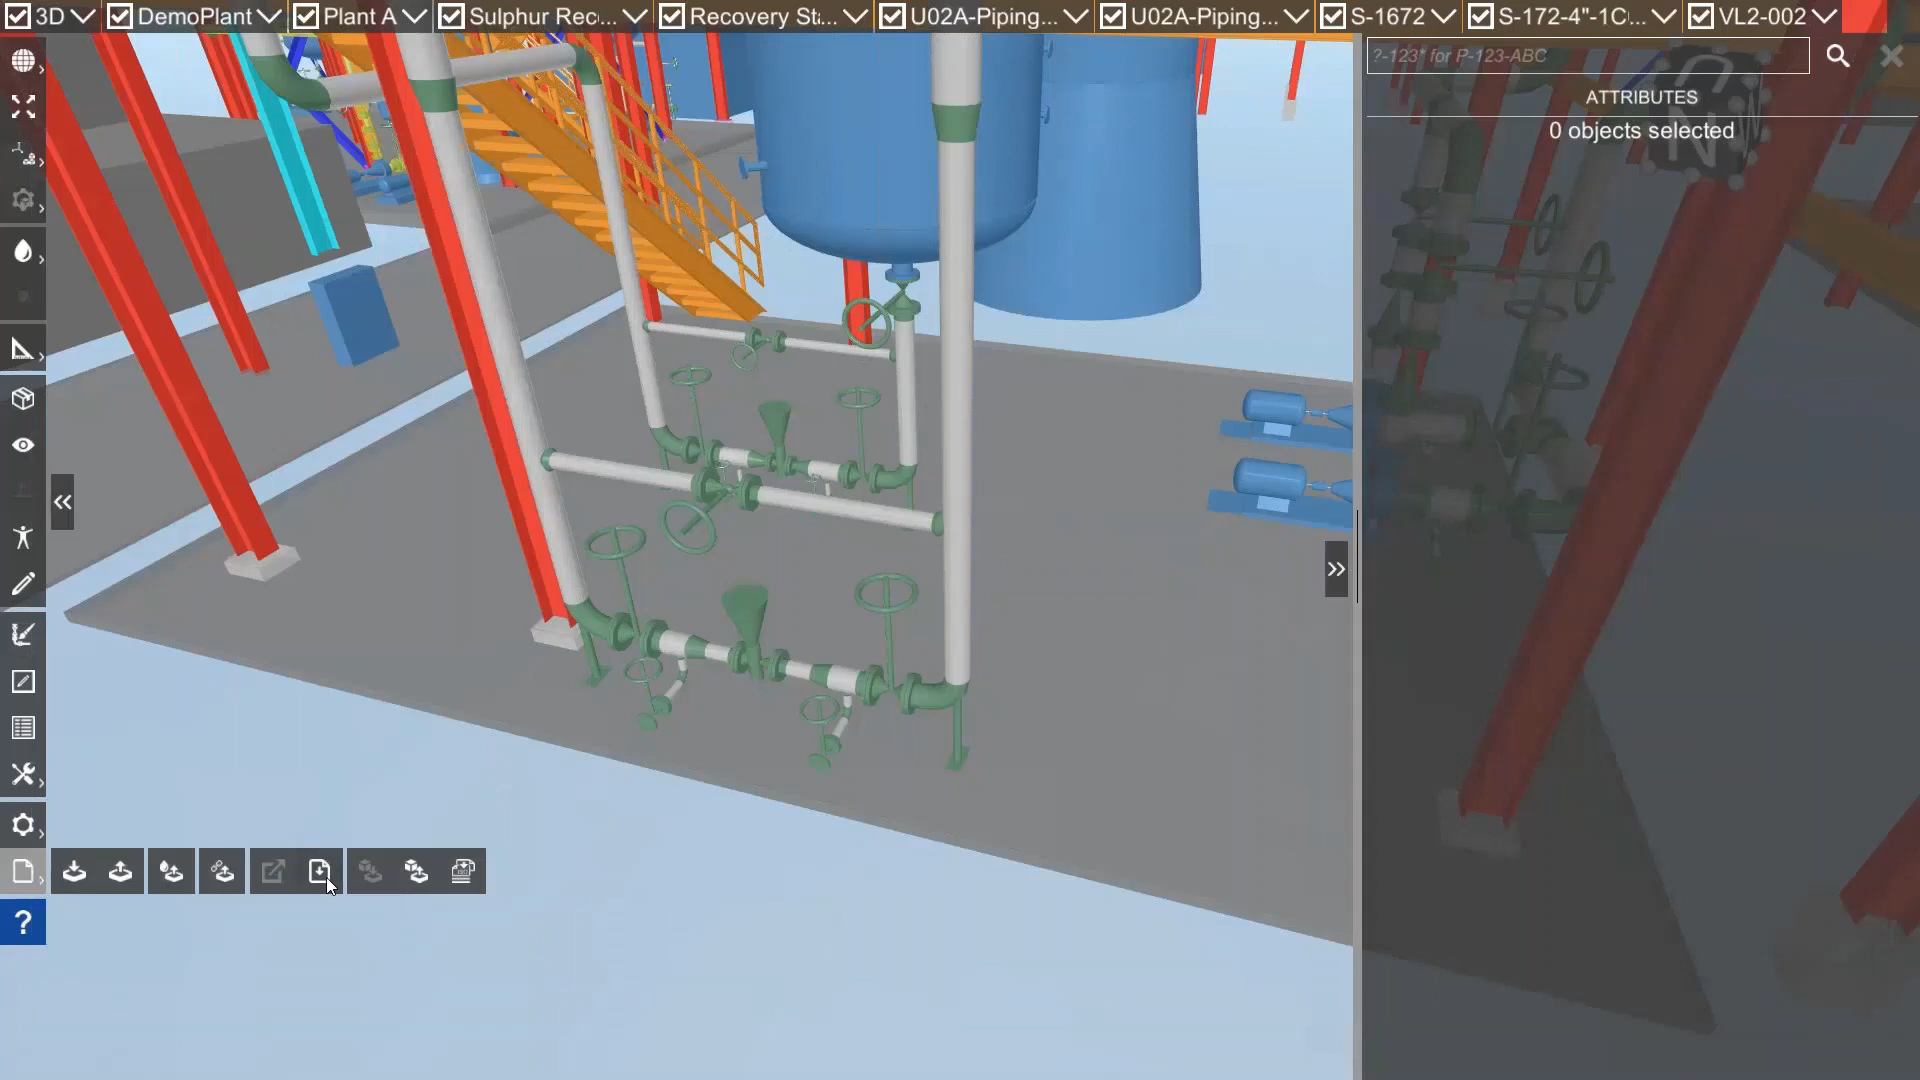 3D DemoPlant Plant A Sulphur Rec... Recovery Sta... U02A-Piping... U02A-Piping... S-1672 S-172-4"-1C... VL2-002
?-123* for P-123-ABC
ATTRIBUTES
0 objects selected
N
?